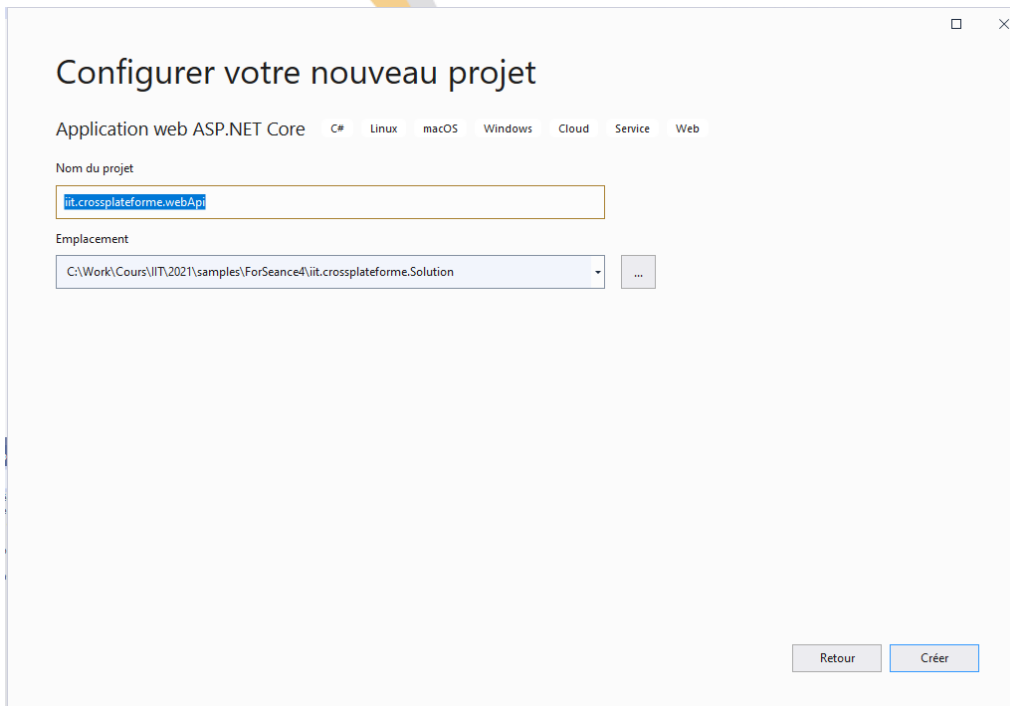 Configurer votre nouveau projet
Application web ASP.NET Core C# Linux macOS Windows Cloud Service Web
Nom du projet
iit.crossplateforme.webApi
Emplacement
C:\Work\Cours\IIT\2021\samples\ForSeance4\iit.crossplateforme.Solution ...
Retour Créer